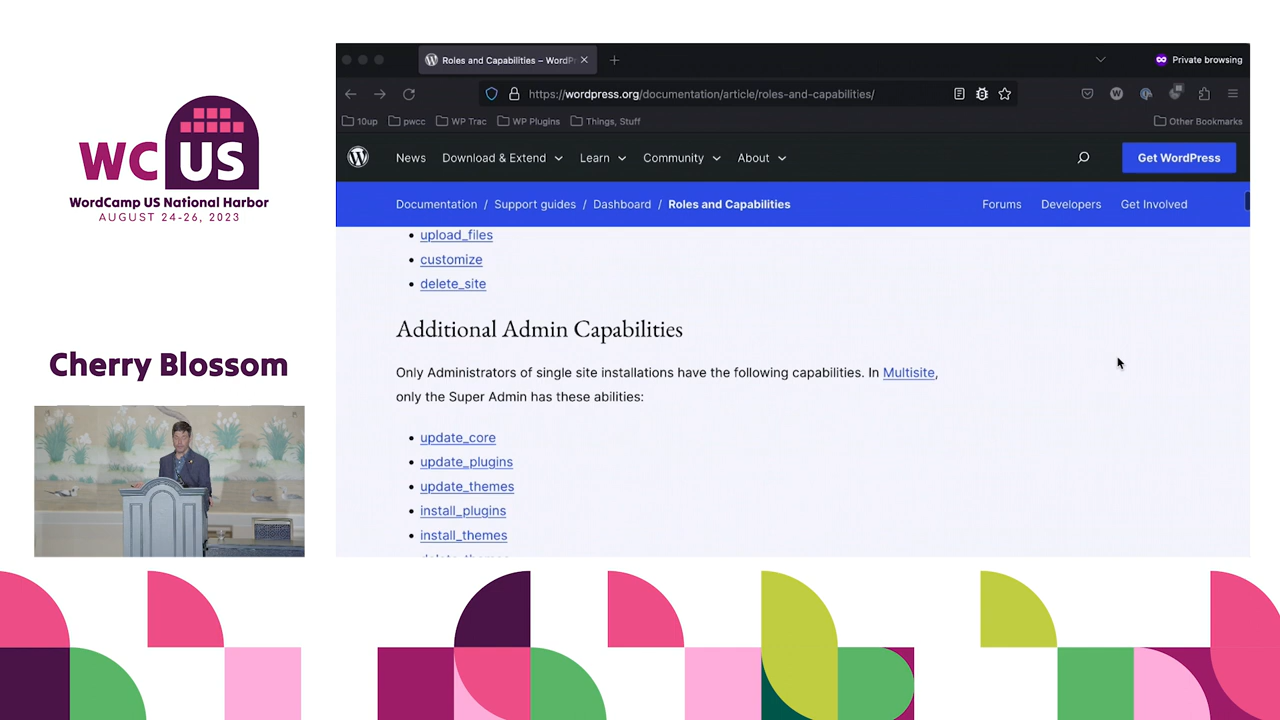 WC US
WordCamp US National Harbor
AUGUST 24-26, 2023
Cherry Blossom
Roles and Capabilities – WordPr
Private browsing
https://wordpress.org/documentation/article/roles-and-capabilities/
10up
pwcc
WP Trac
WP Plugins
Things, Stuff
Other Bookmarks
News
Download & Extend
Learn
Community
About
Get WordPress
Documentation / Support guides / Dashboard / Roles and Capabilities
Forums
Developers
Get Involved
• upload_files
• customize
• delete_site
Additional Admin Capabilities
Only Administrators of single site installations have the following capabilities. In Multisite,
only the Super Admin has these abilities:
• update_core
• update_plugins
• update_themes
• install_plugins
• install_themes